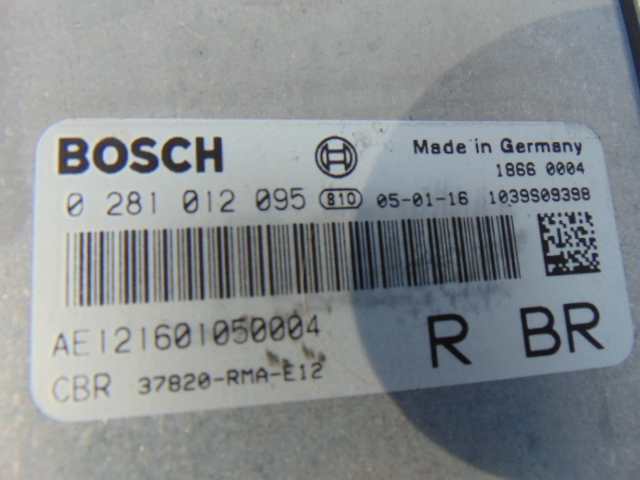 BOSCH Made in Germany
1866 0004
0 281 012 095 810 05-01-16 1039S09398
AE121601050004 R BR
CBR 37820-RMA-E12